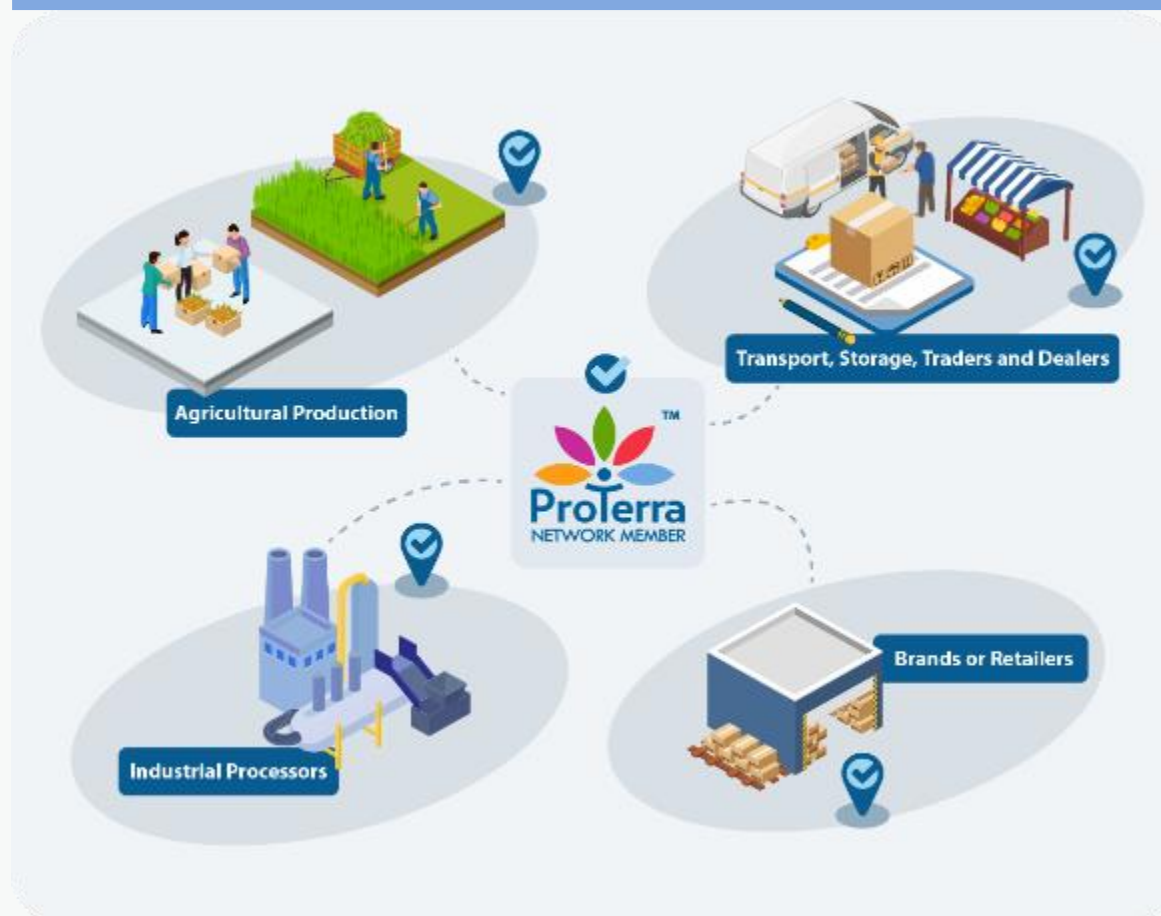 Transport, Storage, Traders and Dealers
Agricultural Production
TM
ProTerra
NETWORK MEMBER
Brands or Retailers
Industrial Processors